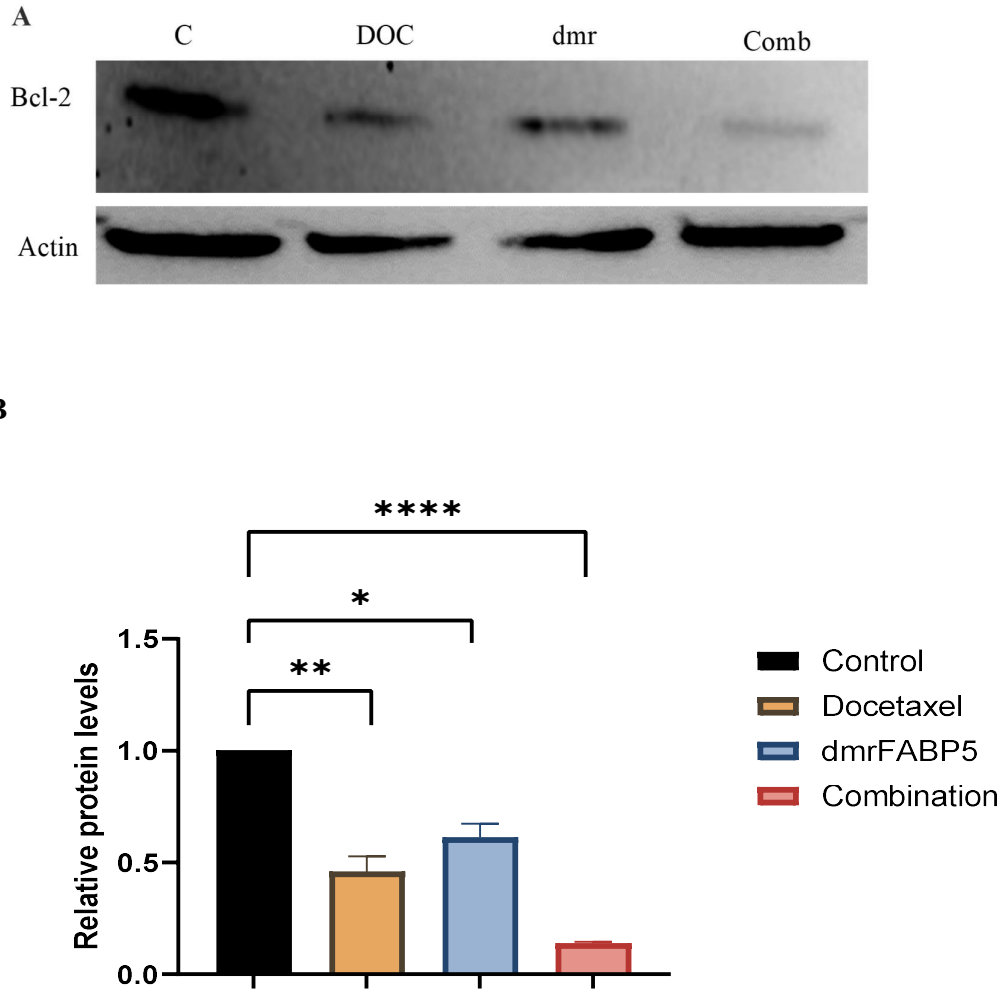 A
C DOC dmr Comb
Bcl-2
Actin
B
****
*
**
1.5
1.0
0.5
0.0
Relative protein levels
Control
Docetaxel
dmrFABP5
Combination